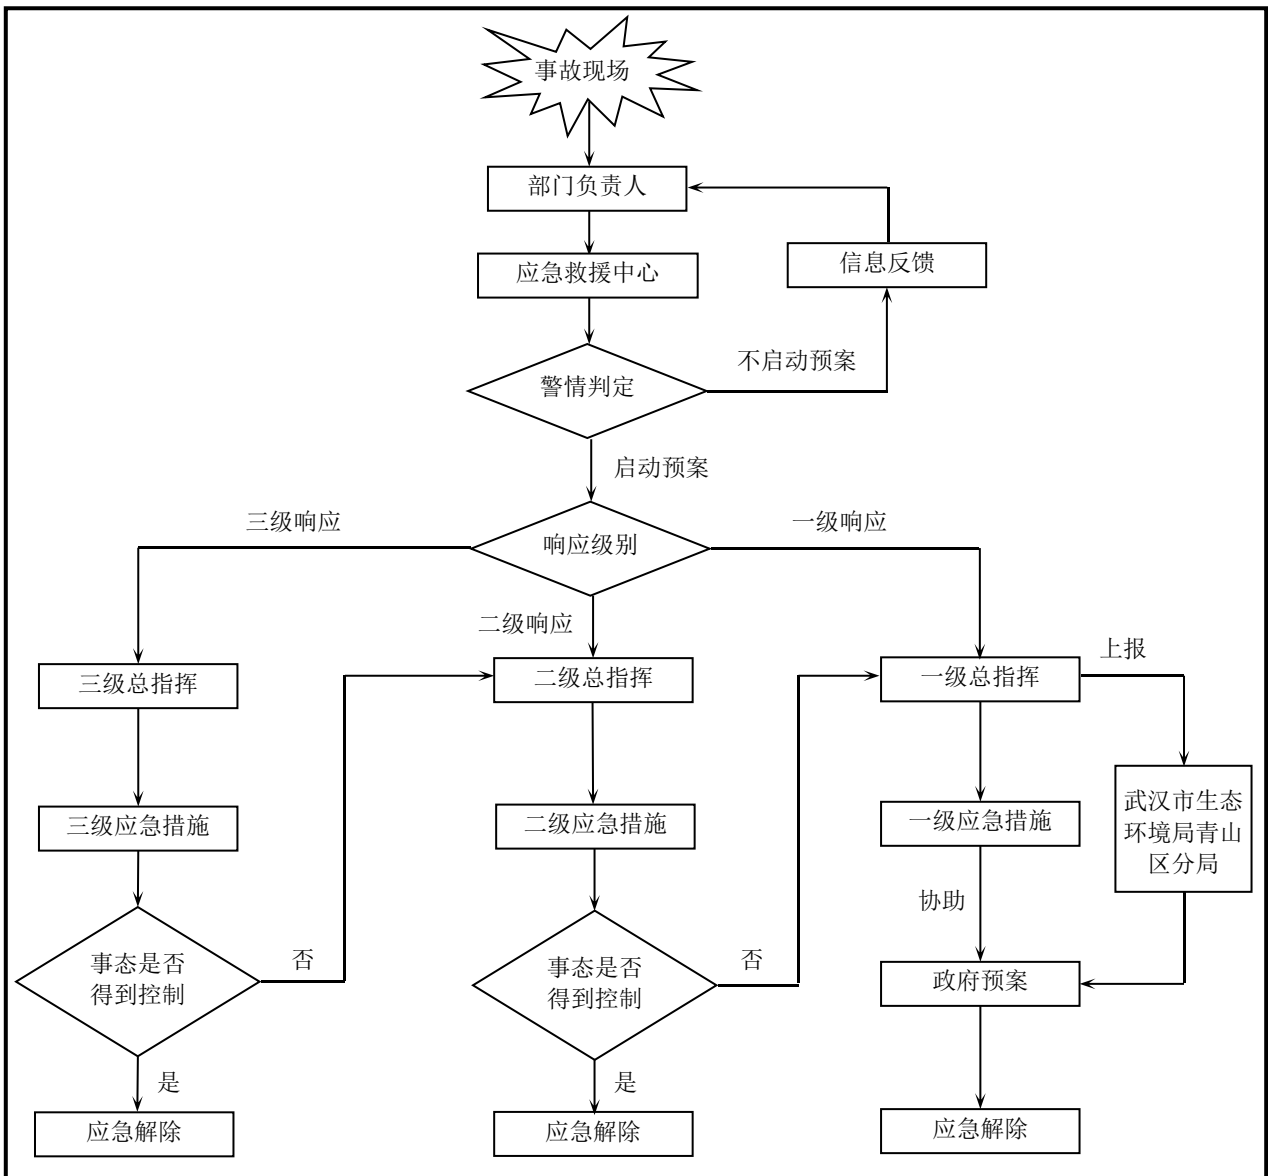 事故现场
部门负责人
应急救援中心
信息反馈
不启动预案
警情判定
启动预案
三级响应
一级响应
响应级别
二级响应
上报
三级总指挥
二级总指挥
一级总指挥
武汉市生态
环境局青山
区分局
三级应急措施
二级应急措施
一级应急措施
协助
事态是否
得到控制
否
事态是否
得到控制
否
政府预案
是
是
应急解除
应急解除
应急解除